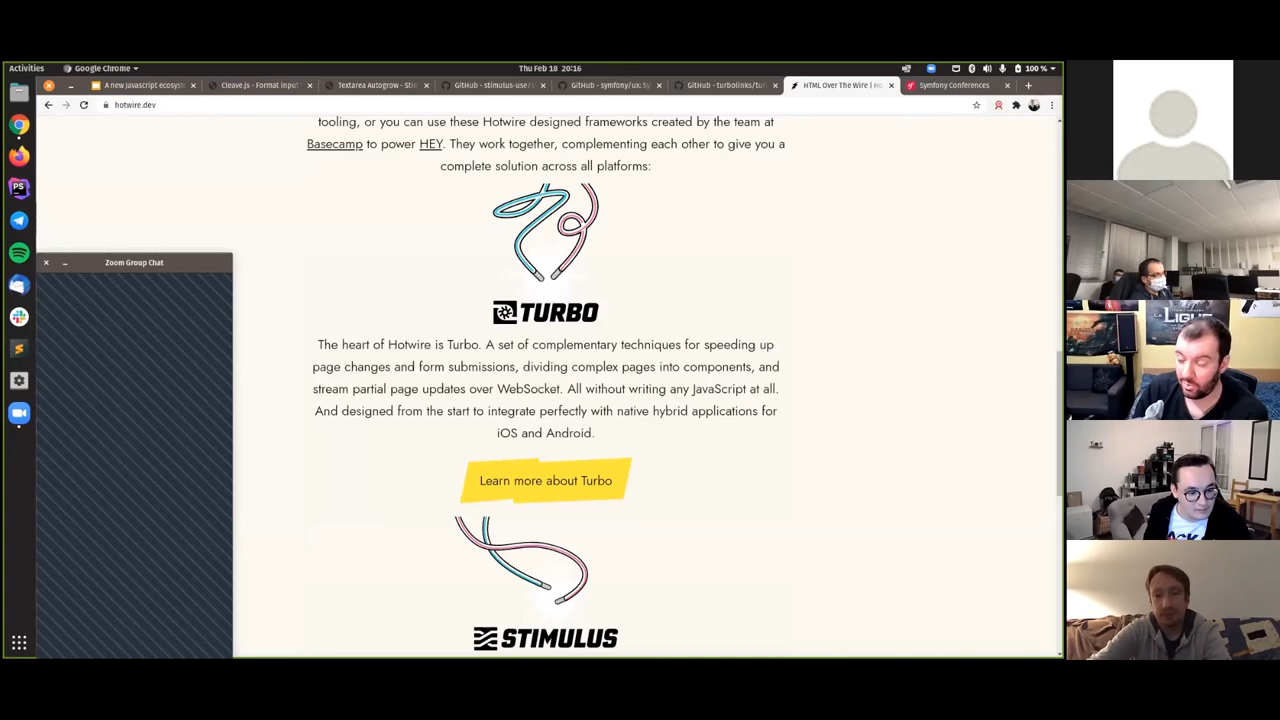 Activities
Google Chrome
Thu Feb 18 20:16
100 %
A new javascript ecosyst
Cleave.js - Format input
Textarea Autogrow - Sti
GitHub - stimulus-use/
GitHub - symfony/ux: Sy
GitHub - turbolinks/tur
HTML Over The Wire | Ho
Symfony Conferences
hotwire.dev
tooling, or you can use these Hotwire designed frameworks created by the team at
Basecamp to power HEY. They work together, complementing each other to give you a
complete solution across all platforms:
Zoom Group Chat
TURBO
The heart of Hotwire is Turbo. A set of complementary techniques for speeding up
page changes and form submissions, dividing complex pages into components, and
stream partial page updates over WebSocket. All without writing any JavaScript at all.
And designed from the start to integrate perfectly with native hybrid applications for
iOS and Android.
Learn more about Turbo
STIMULUS
PS
LA
LIGUE